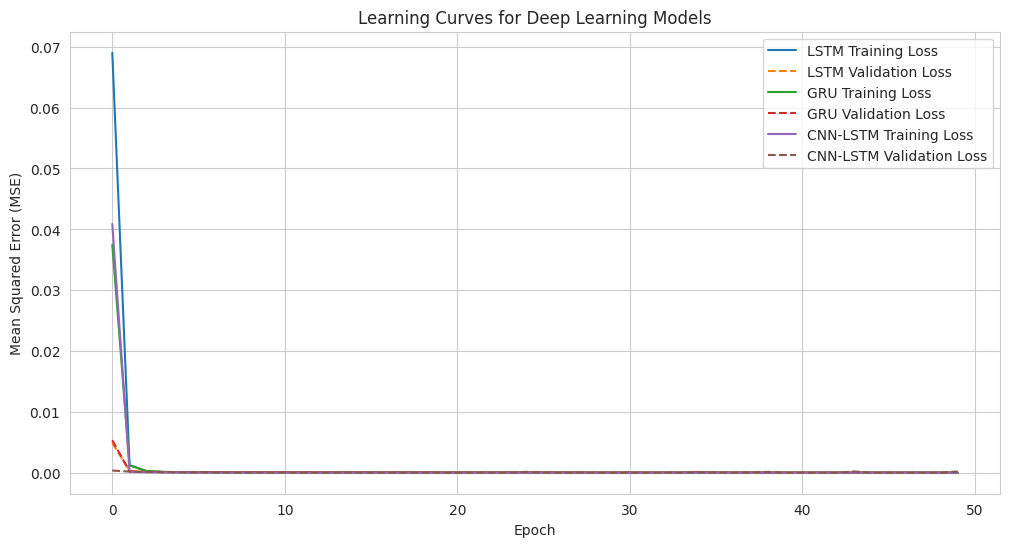 Learning Curves for Deep Learning Models
LSTM Training Loss
LSTM Validation Loss
GRU Training Loss
GRU Validation Loss
CNN-LSTM Training Loss
CNN-LSTM Validation Loss
Mean Squared Error (MSE)
0.07
0.06
0.05
0.04
0.03
0.02
0.01
0.00
0 10 20 30 40 50
Epoch